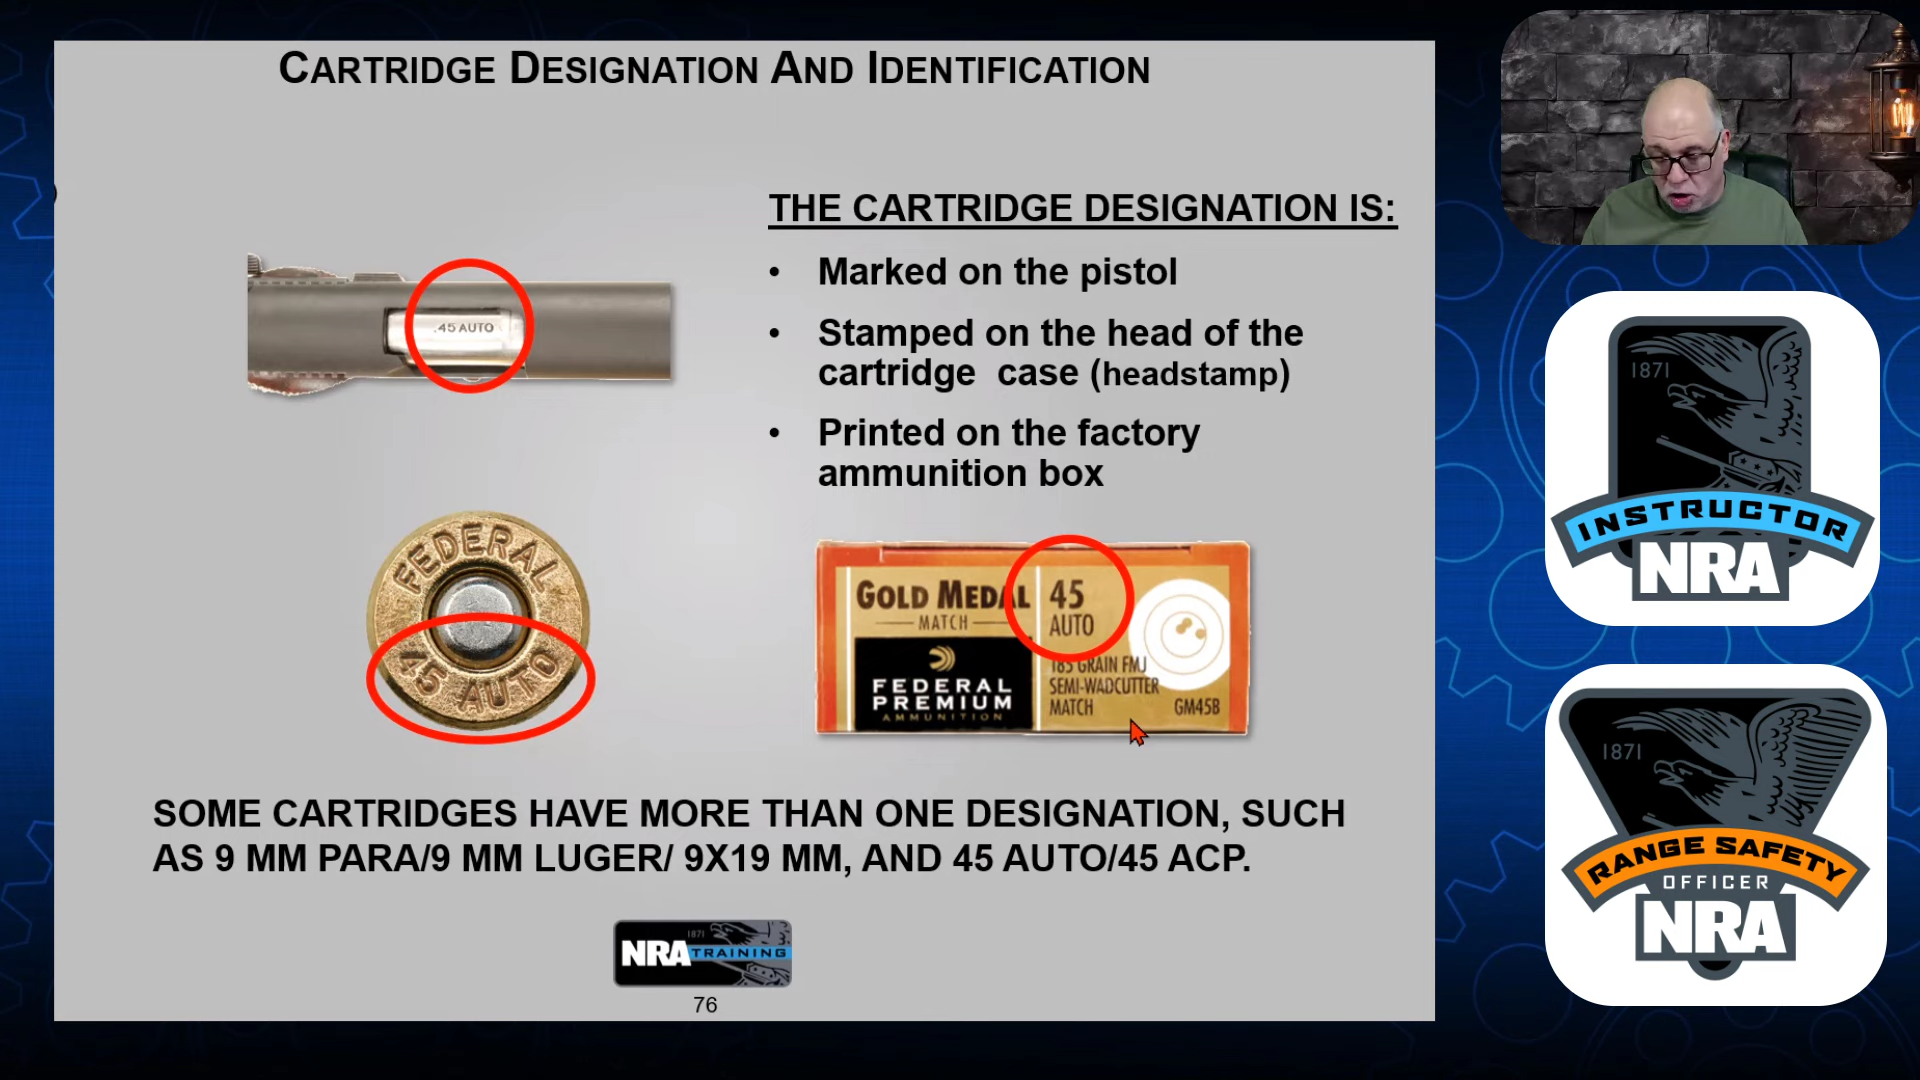 CARTRIDGE DESIGNATION AND IDENTIFICATION
THE CARTRIDGE DESIGNATION IS:
• Marked on the pistol
• Stamped on the head of the
cartridge case (headstamp)
• Printed on the factory
ammunition box
.45 AUTO
FEDERAL
45 AUTO
GOLD MEDAL
MATCH
45
AUTO
185 GRAIN FMJ
SEMI-WADCUTTER
MATCH
GM45B
FEDERAL
PREMIUM
AMMUNITION
SOME CARTRIDGES HAVE MORE THAN ONE DESIGNATION, SUCH
AS 9 MM PARA/9 MM LUGER/ 9X19 MM, AND 45 AUTO/45 ACP.
1871
NRA TRAINING
76
1871
INSTRUCTOR
NRA
1871
RANGE SAFETY
OFFICER
NRA